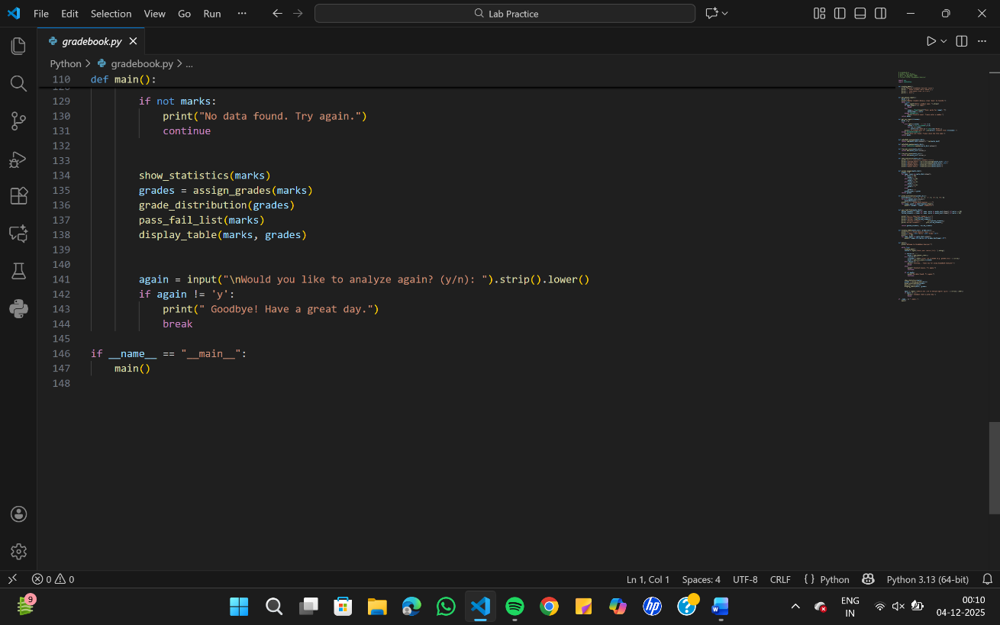 File Edit Selection View Go Run ··· Lab Practice
gradebook.py
Python > gradebook.py > ...
110 def main():
129 if not marks:
130 print("No data found. Try again.")
131 continue
132
133
134 show_statistics(marks)
135 grades = assign_grades(marks)
136 grade_distribution(grades)
137 pass_fail_list(marks)
138 display_table(marks, grades)
139
140
141 again = input("\nWould you like to analyze again? (y/n): ").strip().lower()
142 if again != 'y':
143 print(" Goodbye! Have a great day.")
144 break
145
146 if __name__ == "__main__":
147 main()
148
0 0 Ln 1, Col 1 Spaces: 4 UTF-8 CRLF {} Python Python 3.13 (64-bit)
9
hp
W
ENG
IN
00:10
04-12-2025